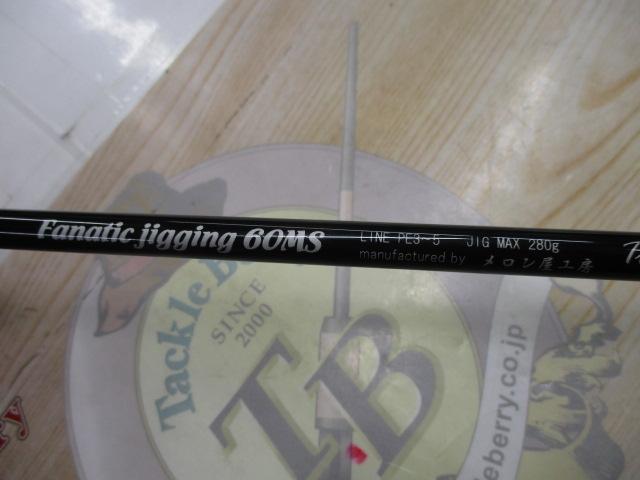 Fanatic jigging 60MS
LINE PE3~5 JIG MAX 280g
manufactured by メロン屋工房
Tackle
SINCE
2000
TB
eberry.co.jp